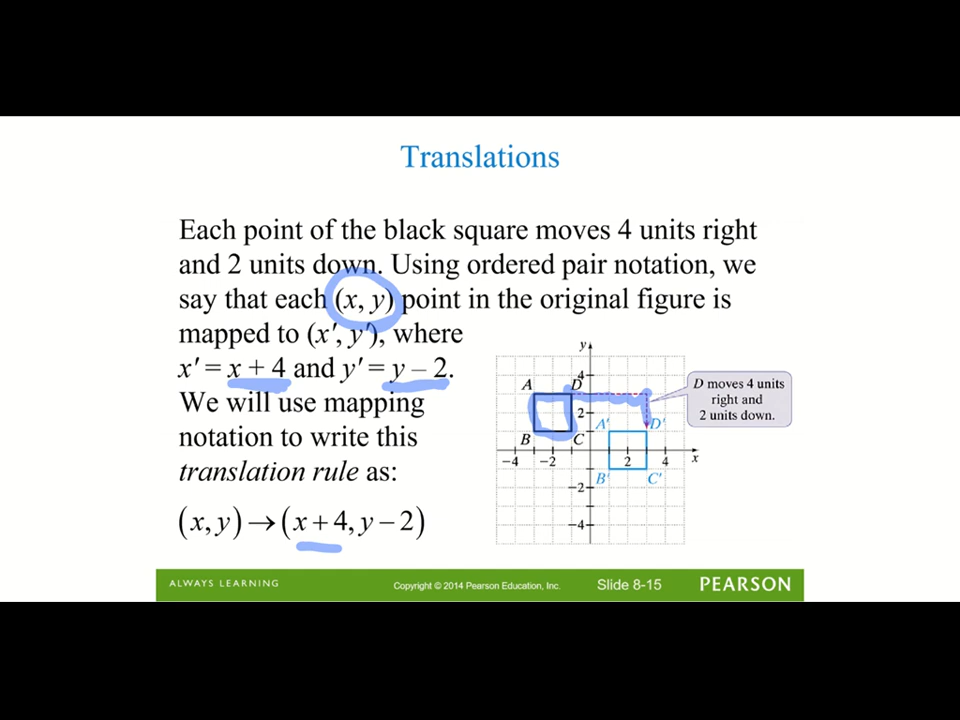 Translations
Each point of the black square moves 4 units right
and 2 units down. Using ordered pair notation, we
say that each (x, y) point in the original figure is
mapped to (x′, y′), where
x′ = x + 4 and y′ = y – 2.
We will use mapping
notation to write this
translation rule as:
(x, y) → (x + 4, y − 2)
y
4
A
D
2
A′
D′
B
C
−4
−2
2
4
x
B′
C′
−2
−4
D moves 4 units
right and
2 units down.
ALWAYS LEARNING
Copyright © 2014 Pearson Education, Inc.
Slide 8-15
PEARSON